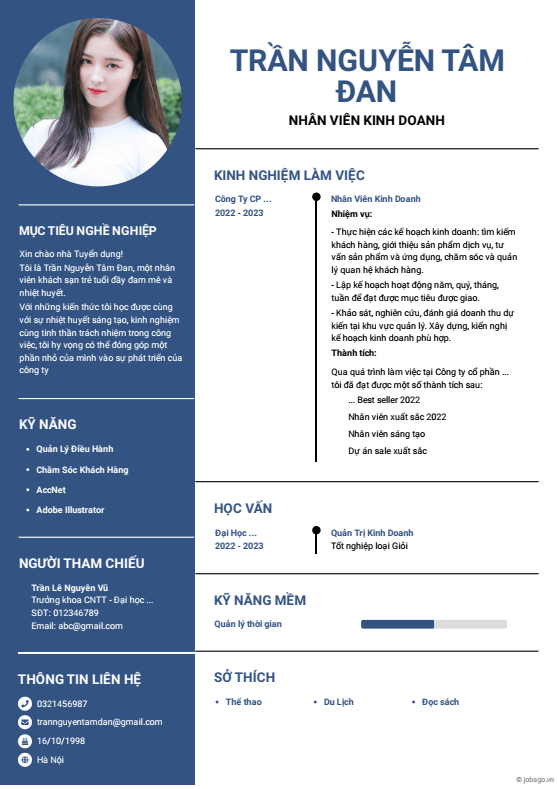 TRẦN NGUYỄN TÂM
ĐAN
NHÂN VIÊN KINH DOANH
MỤC TIÊU NGHỀ NGHIỆP
Xin chào nhà Tuyển dụng!
Tôi là Trần Nguyễn Tâm Đan, một nhân
viên khách sạn trẻ tuổi đầy đam mê và
nhiệt huyết.
Với những kiến thức tôi học được cùng
với sự nhiệt huyết sáng tạo, kinh nghiệm
cùng tinh thần trách nhiệm trong công
việc, tôi hy vọng có thể đóng góp một
phần nhỏ của mình vào sự phát triển của
công ty
KỸ NĂNG
• Quản Lý Điều Hành
• Chăm Sóc Khách Hàng
• AccNet
• Adobe Illustrator
NGƯỜI THAM CHIẾU
Trần Lê Nguyên Vũ
Trưởng khoa CNTT - Đại học ...
SĐT: 012346789
Email: abc@gmail.com
THÔNG TIN LIÊN HỆ
0321456987
trannguyentamdan@gmail.com
16/10/1998
Hà Nội
KINH NGHIỆM LÀM VIỆC
Công Ty CP ...
2022 - 2023
Nhân Viên Kinh Doanh
Nhiệm vụ:
- Thực hiện các kế hoạch kinh doanh: tìm kiếm
khách hàng, giới thiệu sản phẩm dịch vụ, tư
vấn sản phẩm và ứng dụng, chăm sóc và quản
lý quan hệ khách hàng.
- Lập kế hoạch hoạt động năm, quý, tháng,
tuần để đạt được mục tiêu được giao.
- Khảo sát, nghiên cứu, đánh giá doanh thu dự
kiến tại khu vực quản lý. Xây dựng, kiến nghị
kế hoạch kinh doanh phù hợp.
Thành tích:
Qua quá trình làm việc tại Công ty cổ phần ...
tôi đã đạt được một số thành tích sau:
... Best seller 2022
Nhân viên xuất sắc 2022
Nhân viên sáng tạo
Dự án sale xuất sắc
HỌC VẤN
Đại Học ...
2022 - 2023
Quản Trị Kinh Doanh
Tốt nghiệp loại Giỏi
KỸ NĂNG MỀM
Quản lý thời gian
SỞ THÍCH
• Thể thao • Du Lịch • Đọc sách
© jobsgo.vn